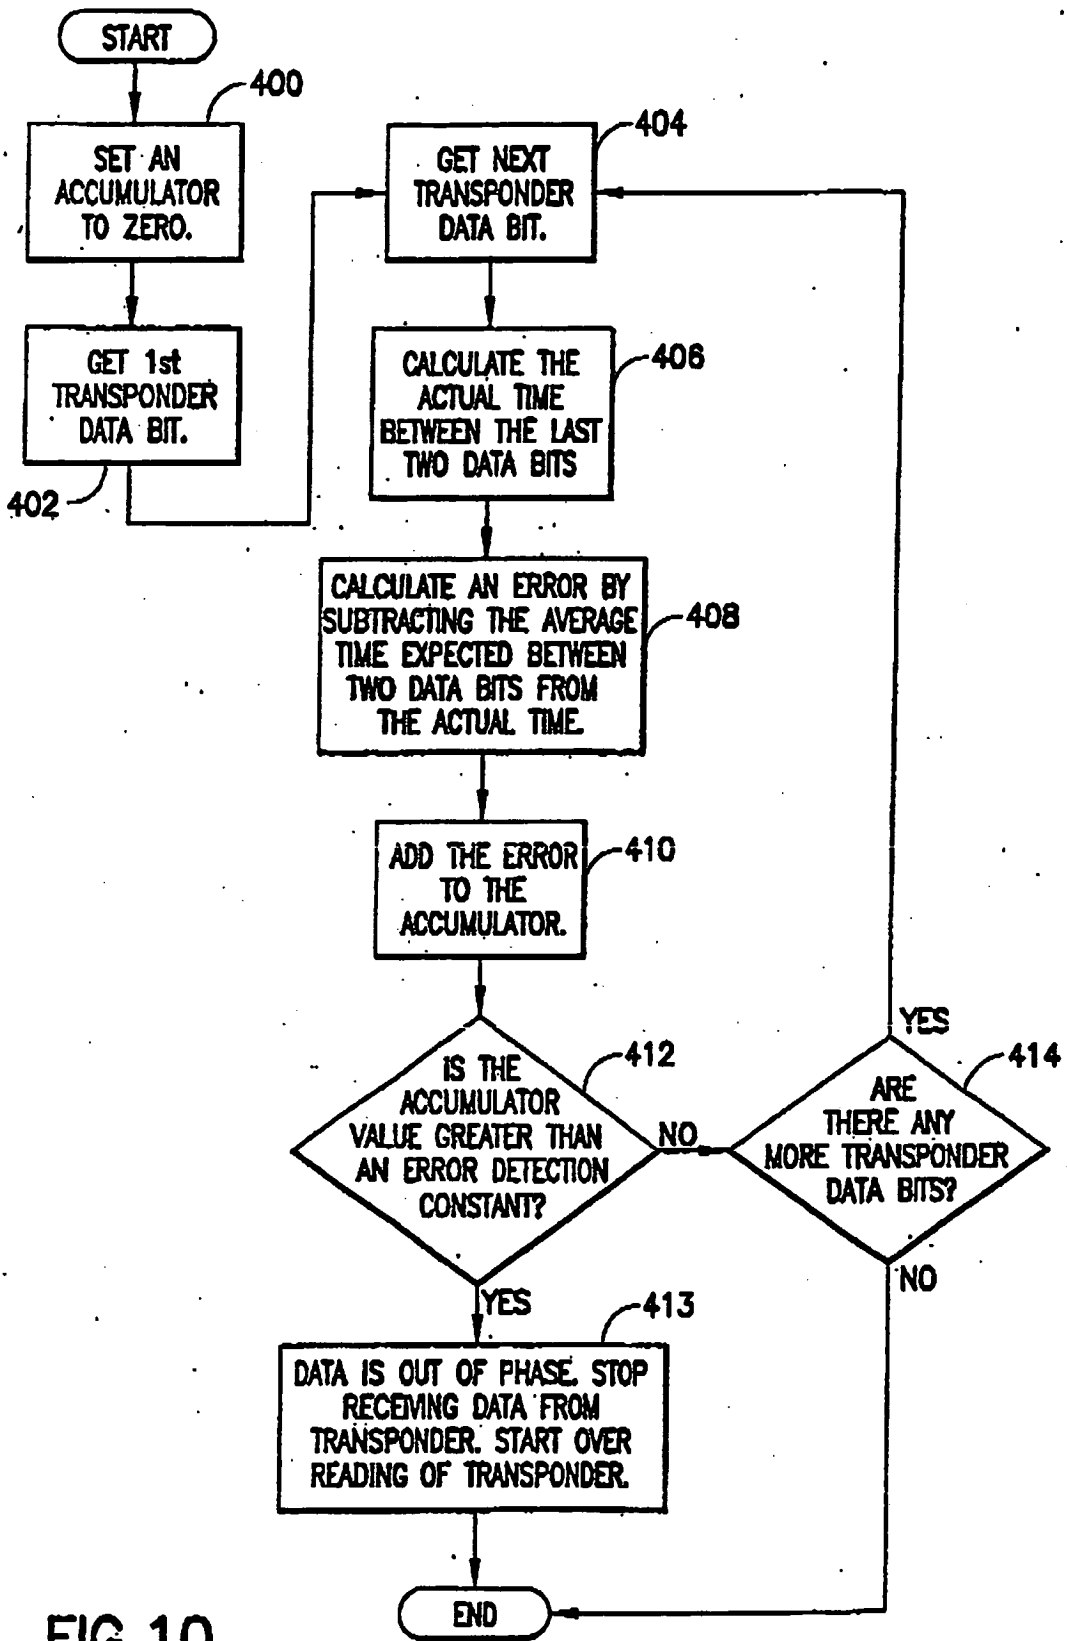 START
400
SET AN
ACCUMULATOR
TO ZERO.
GET 1st
TRANSPONDER
DATA BIT.
402
404
GET NEXT
TRANSPONDER
DATA BIT.
406
CALCULATE THE
ACTUAL TIME
BETWEEN THE LAST
TWO DATA BITS
408
CALCULATE AN ERROR BY
SUBTRACTING THE AVERAGE
TIME EXPECTED BETWEEN
TWO DATA BITS FROM
THE ACTUAL TIME.
410
ADD THE ERROR
TO THE
ACCUMULATOR.
412
IS THE
ACCUMULATOR
VALUE GREATER THAN
AN ERROR DETECTION
CONSTANT?
NO
YES
414
ARE
THERE ANY
MORE TRANSPONDER
DATA BITS?
YES
NO
413
DATA IS OUT OF PHASE. STOP
RECEIVING DATA FROM
TRANSPONDER. START OVER
READING OF TRANSPONDER.
END
FIG. 10